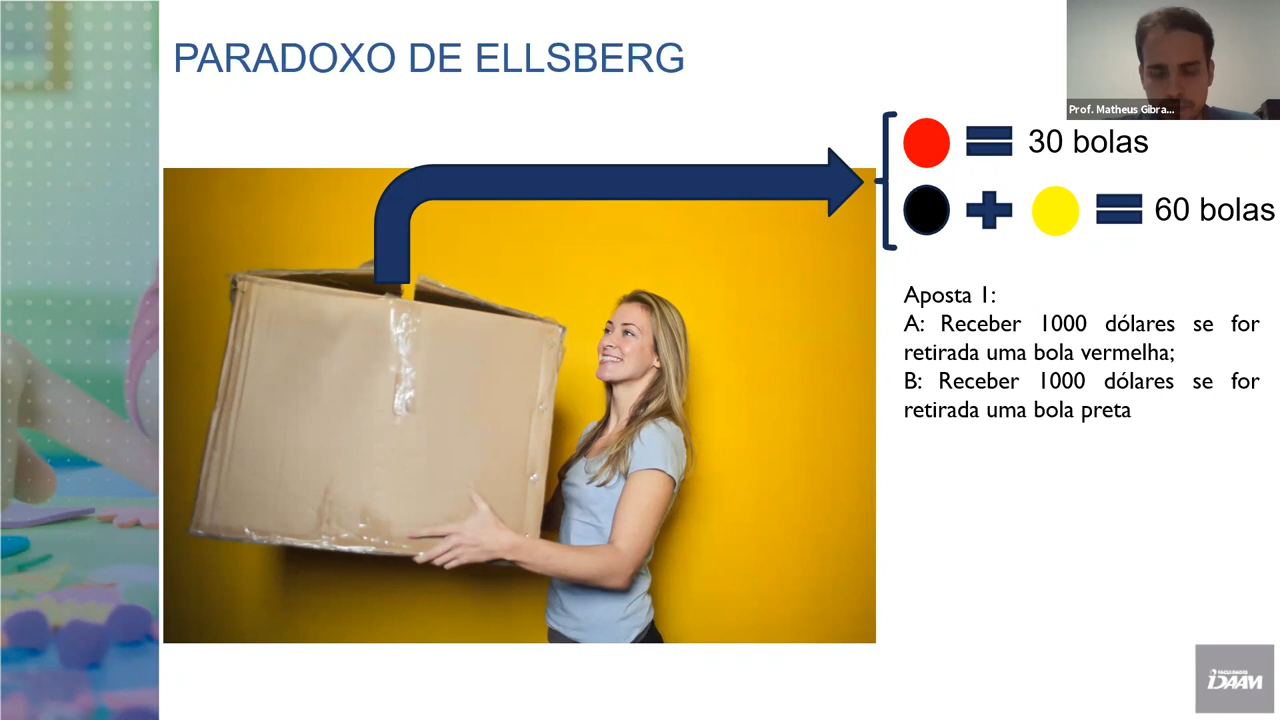 PARADOXO DE ELLSBERG
Prof. Matheus Gibra...
= 30 bolas
+ = 60 bolas
Aposta 1:
A: Receber 1000 dólares se for
retirada uma bola vermelha;
B: Receber 1000 dólares se for
retirada uma bola preta
FACULDADES
IDAAM